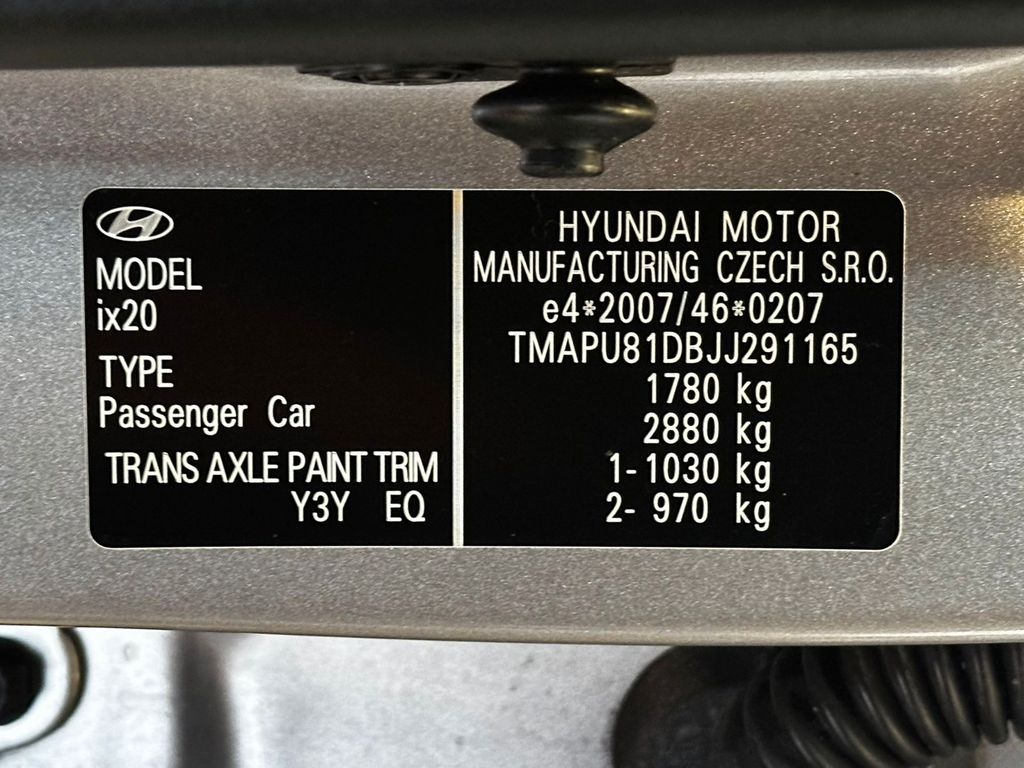 MODEL
ix20
TYPE
Passenger Car
TRANS AXLE PAINT TRIM
Y3Y EQ
HYUNDAI MOTOR
MANUFACTURING CZECH S.R.O.
e4*2007/46*0207
TMAPU81DBJJ291165
1780 kg
2880 kg
1- 1030 kg
2- 970 kg